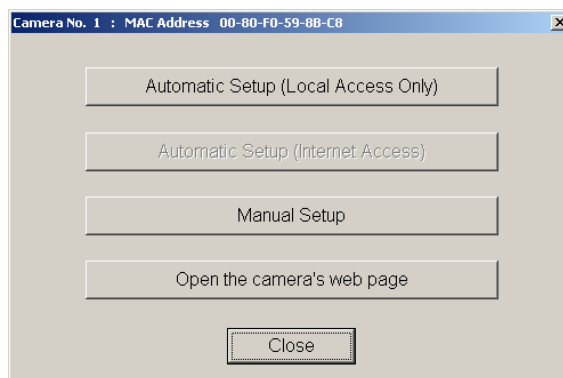 Camera No. 1 : MAC Address 00-80-F0-59-8B-C8
Automatic Setup (Local Access Only)
Automatic Setup (Internet Access)
Manual Setup
Open the camera's web page
Close